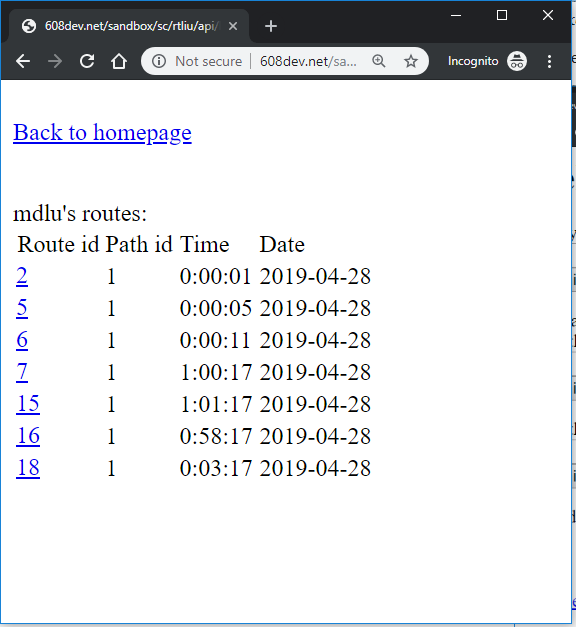 608dev.net/sandbox/sc/rtliu/api/
Not secure | 608dev.net/sa... Incognito
Back to homepage
mdlu's routes:
Route id Path id Time Date
2 1 0:00:01 2019-04-28
5 1 0:00:05 2019-04-28
6 1 0:00:11 2019-04-28
7 1 1:00:17 2019-04-28
15 1 1:01:17 2019-04-28
16 1 0:58:17 2019-04-28
18 1 0:03:17 2019-04-28